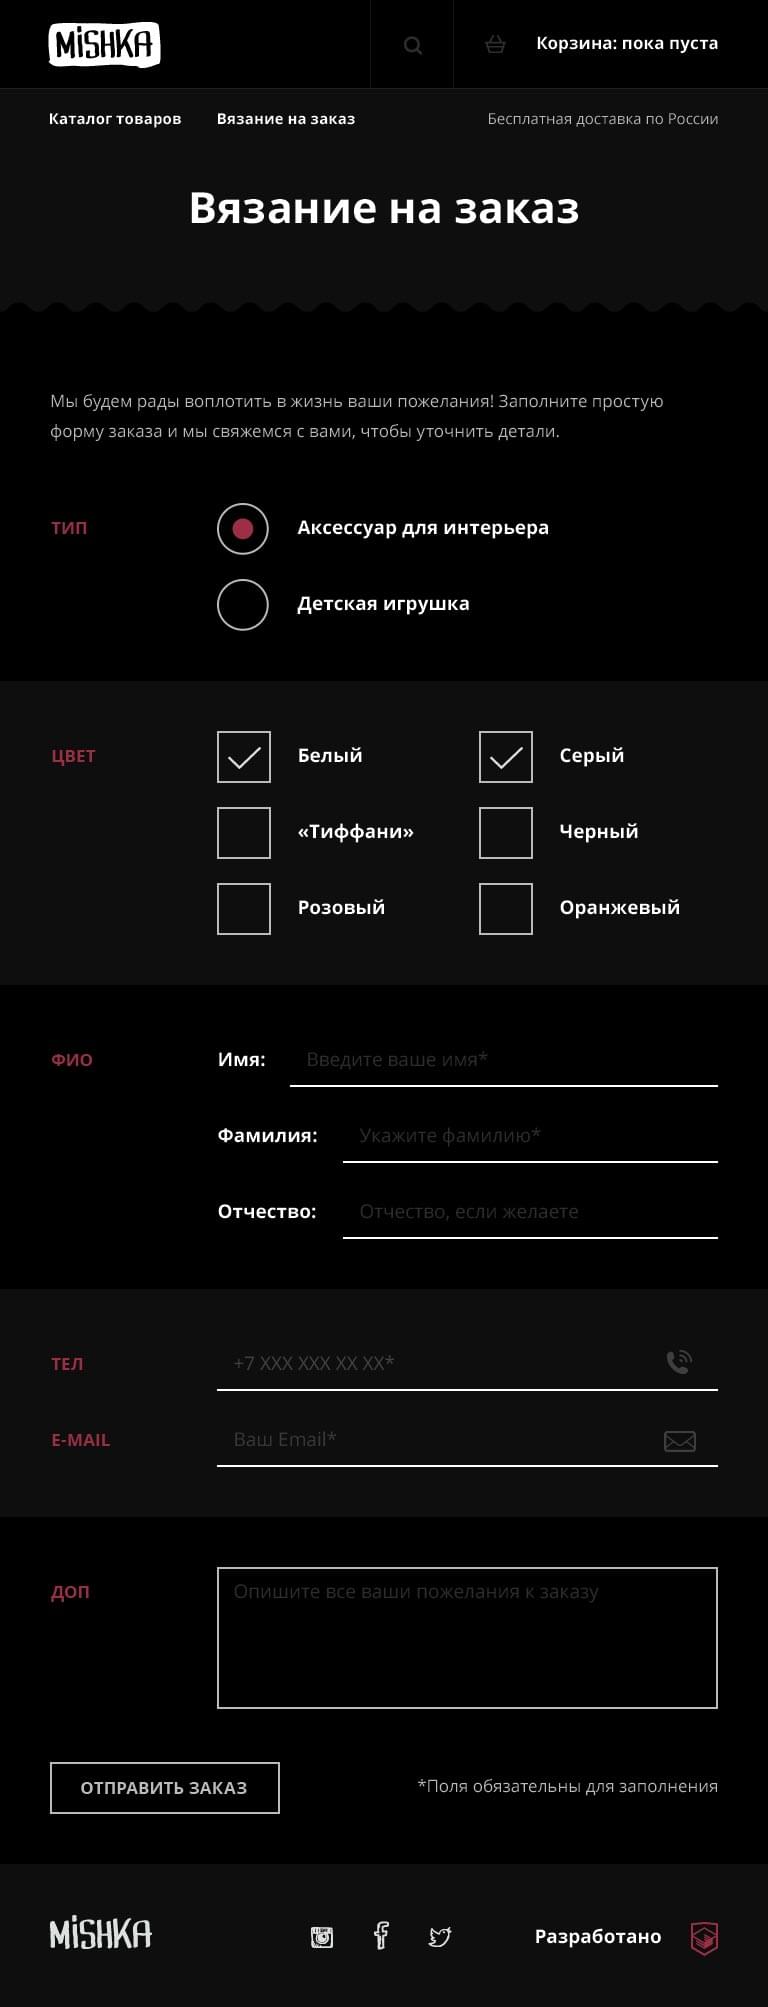 MiSHKA
Корзина: пока пуста
Каталог товаров
Вязание на заказ
Бесплатная доставка по России
Вязание на заказ
Мы будем рады воплотить в жизнь ваши пожелания! Заполните простую
форму заказа и мы свяжемся с вами, чтобы уточнить детали.
ТИП
Аксессуар для интерьера
Детская игрушка
ЦВЕТ
Белый
Серый
«Тиффани»
Черный
Розовый
Оранжевый
ФИО
Имя: Введите ваше имя*
Фамилия: Укажите фамилию*
Отчество: Отчество, если желаете
ТЕЛ
+7 XXX XXX XX XX*
E-MAIL
Ваш Email*
ДОП
Опишите все ваши пожелания к заказу
ОТПРАВИТЬ ЗАКАЗ
*Поля обязательны для заполнения
MiSHKA
Разработано